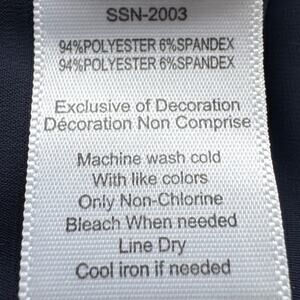 SSN-2003
94%POLYESTER 6%SPANDEX
94%POLYESTER 6%SPANDEX
Exclusive of Decoration
Décoration Non Comprise
Machine wash cold
With like colors
Only Non-Chlorine
Bleach When needed
Line Dry
Cool iron if needed